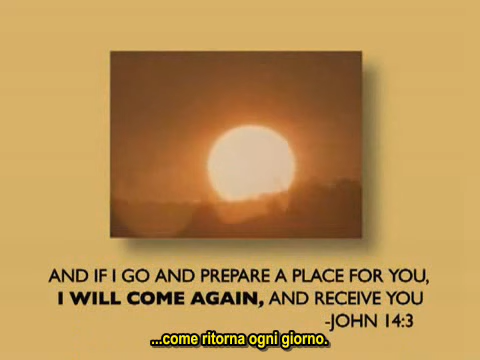 AND IF I GO AND PREPARE A PLACE FOR YOU,
I WILL COME AGAIN, AND RECEIVE YOU
-JOHN 14:3
...come ritorna ogni giorno.